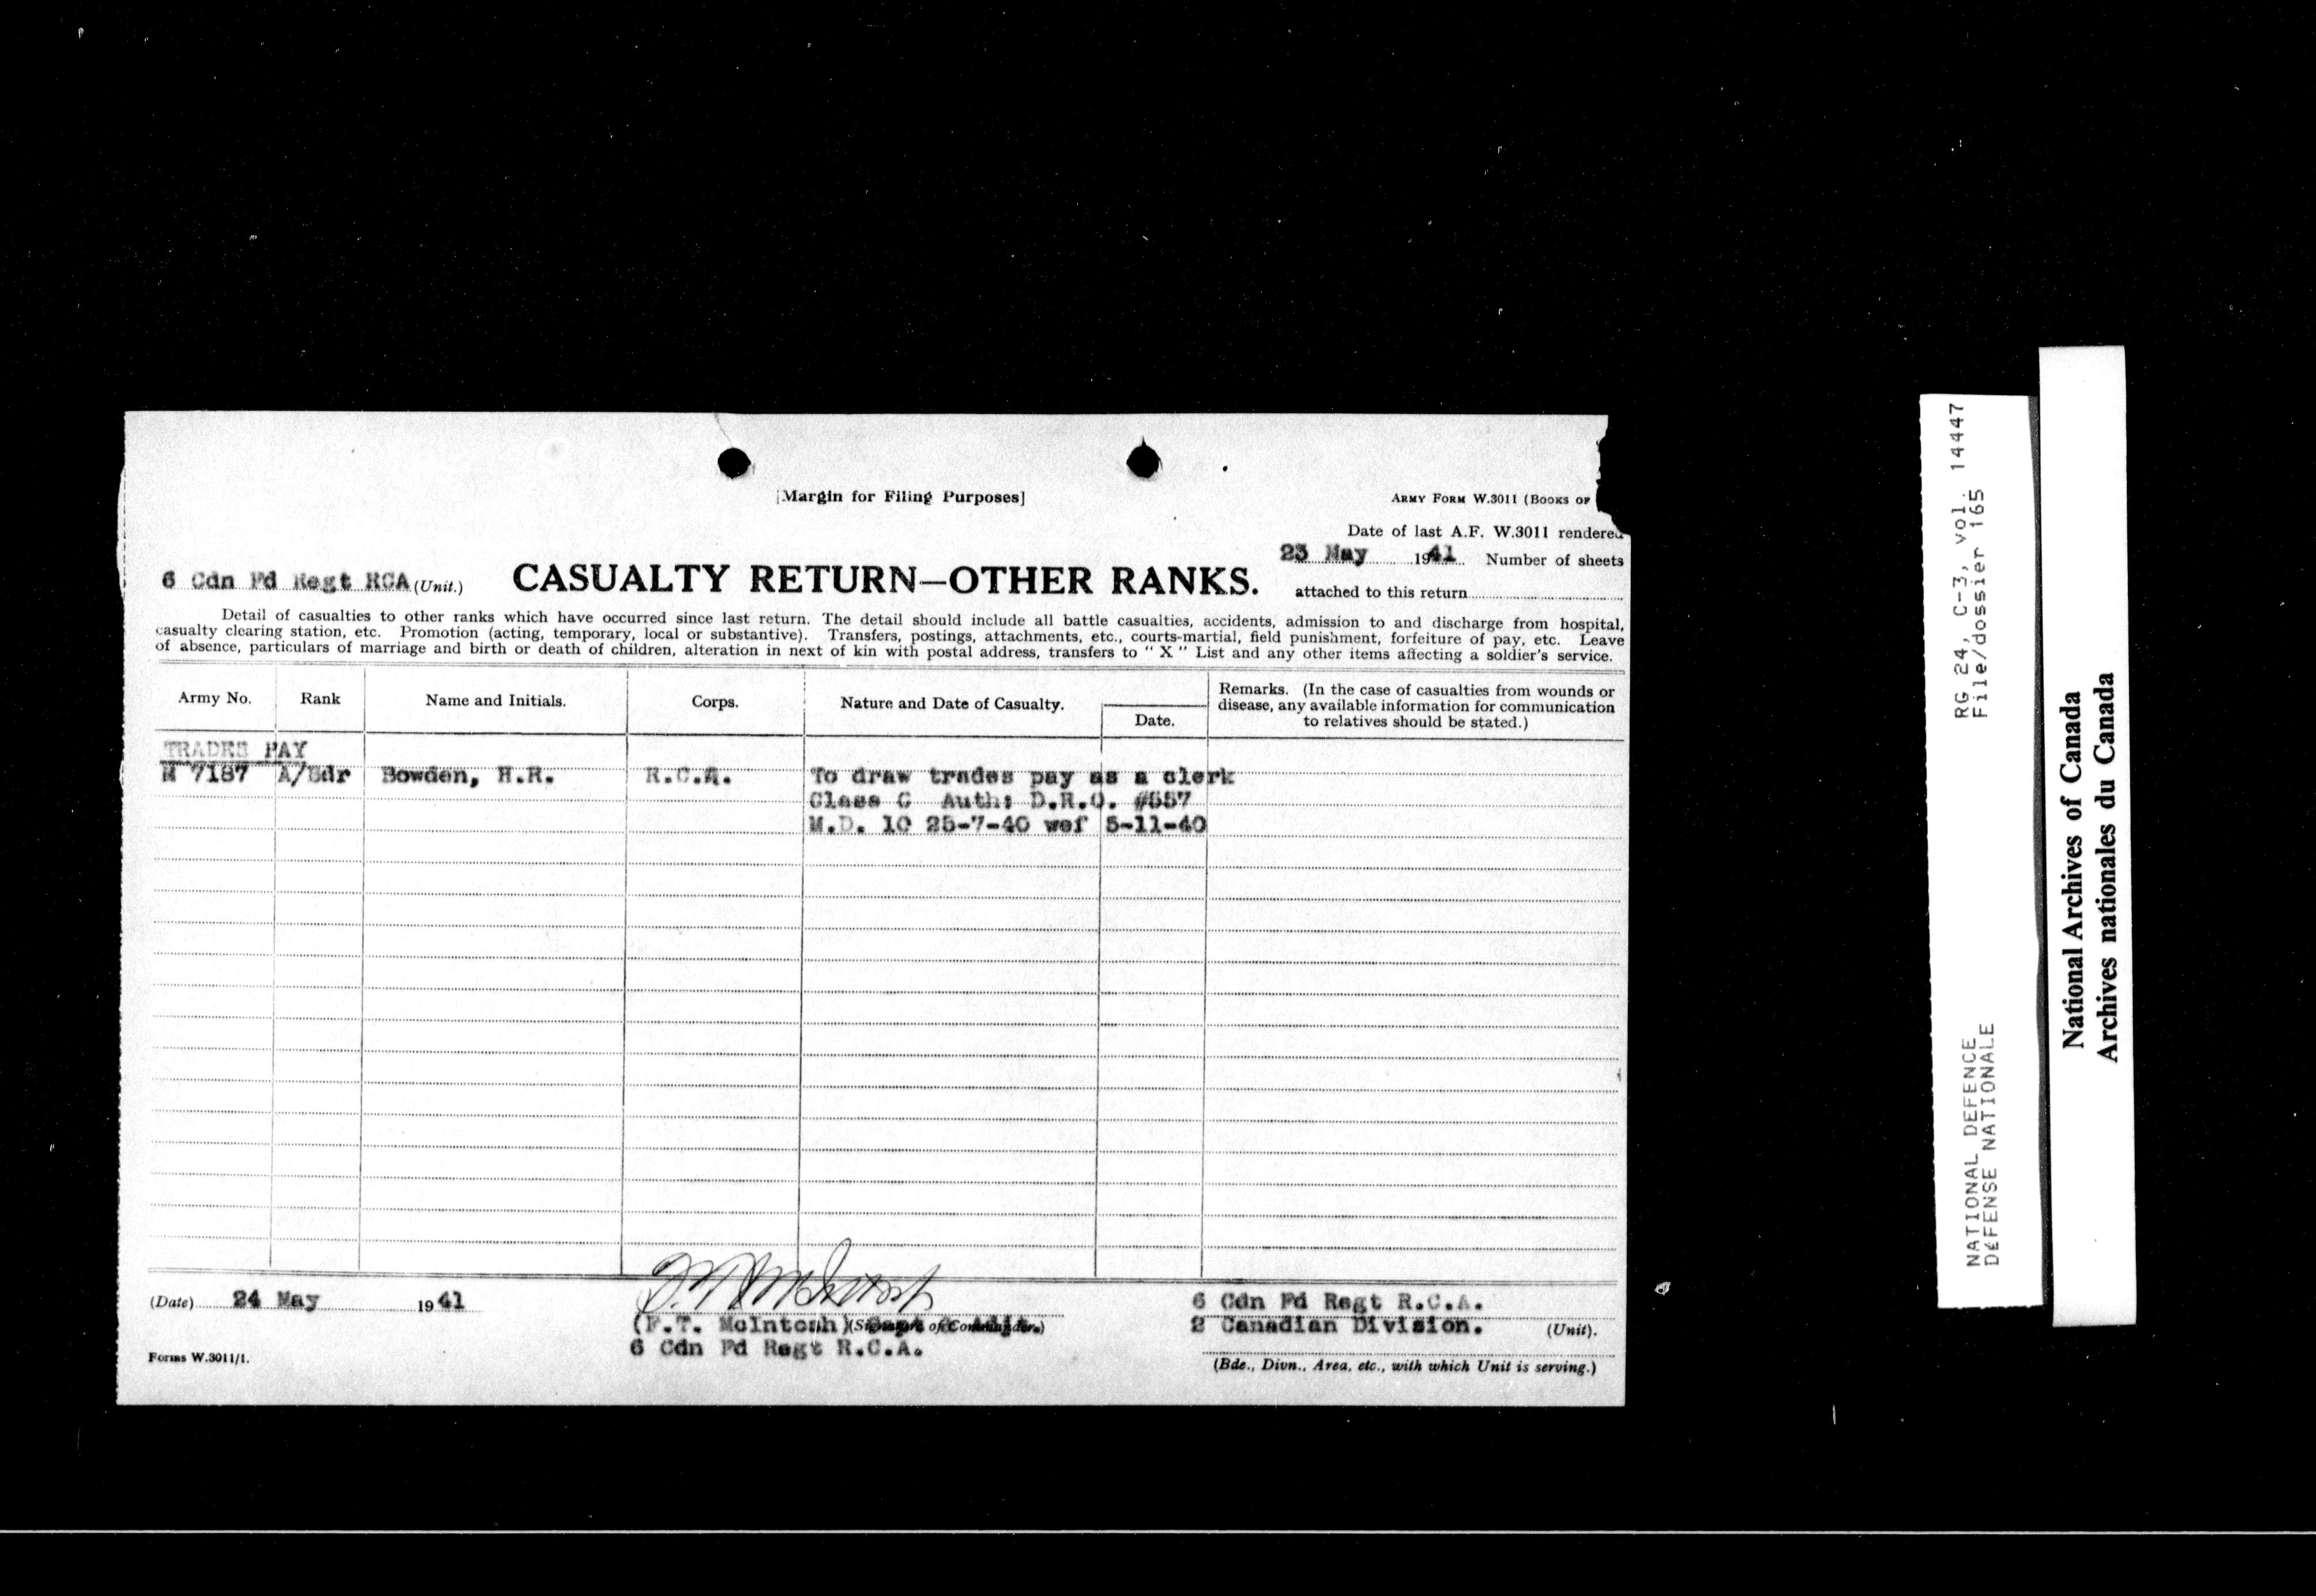 [Margin for Filing Purposes]
ARMY FORM W.3011 (BOOKS OF
Date of last A.F. W.3011 rendered
23 May 1941 Number of sheets
attached to this return
6 Cdn Fd Regt RCA (Unit.)
CASUALTY RETURN—OTHER RANKS.
Detail of casualties to other ranks which have occurred since last return. The detail should include all battle casualties, accidents, admission to and discharge from hospital,
casualty clearing station, etc. Promotion (acting, temporary, local or substantive). Transfers, postings, attachments, etc., courts-martial, field punishment, forfeiture of pay, etc. Leave
of absence, particulars of marriage and birth or death of children, alteration in next of kin with postal address, transfers to " X " List and any other items affecting a soldier's service.
Army No. Rank Name and Initials. Corps. Nature and Date of Casualty. Date.
Remarks. (In the case of casualties from wounds or
disease, any available information for communication
to relatives should be stated.)
TRADES PAY
M 7187 A/Bdr Bowden, H.R. R.C.A. To draw trades pay as a clerk
Class C Auth: D.R.O. #557
M.D. 10 25-7-40 wef 5-11-40
(Date) 24 May 1941
(F.T. McIntosh) Capt & Adjt. (Signature of Commander.)
6 Cdn Fd Regt R.C.A.
6 Cdn Fd Regt R.C.A.
2 Canadian Division. (Unit).
(Bde., Divn., Area, etc., with which Unit is serving.)
Forms W.3011/1.
RG 24, C-3, vol. 14447
File/dossier 165
NATIONAL DEFENCE
DÉFENSE NATIONALE
National Archives of Canada
Archives nationales du Canada